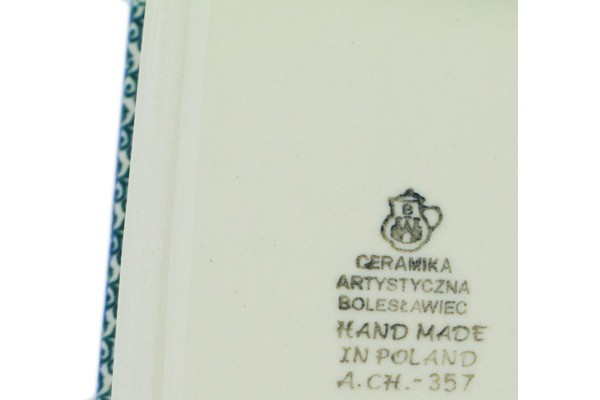 B
CERAMIKA
ARTYSTYCZNA
BOLESŁAWIEC
HAND MADE
IN POLAND
A.CH.-357